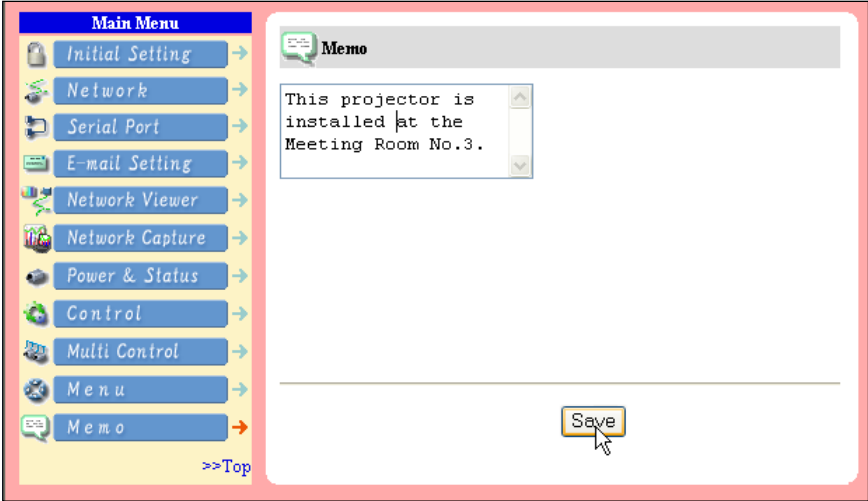 Main Menu
Initial Setting
Network
Serial Port
E-mail Setting
Network Viewer
Network Capture
Power & Status
Control
Multi Control
Menu
Memo
>>Top
Memo
This projector is
installed at the
Meeting Room No.3.
Save